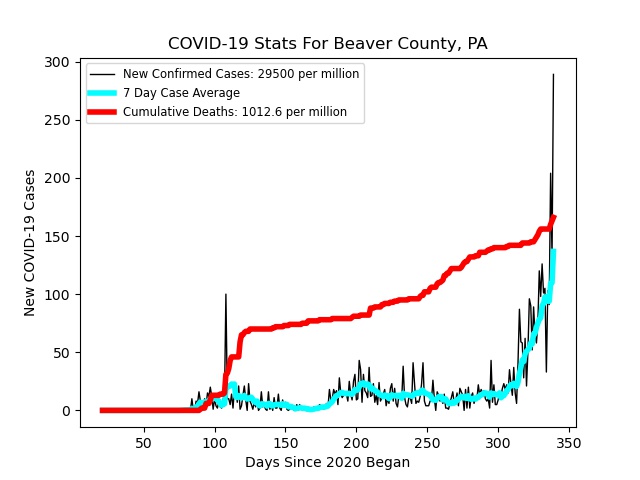 COVID-19 Stats For Beaver County, PA
New Confirmed Cases: 29500 per million
7 Day Case Average
Cumulative Deaths: 1012.6 per million
New COVID-19 Cases
300
250
200
150
100
50
0
50 100 150 200 250 300 350
Days Since 2020 Began